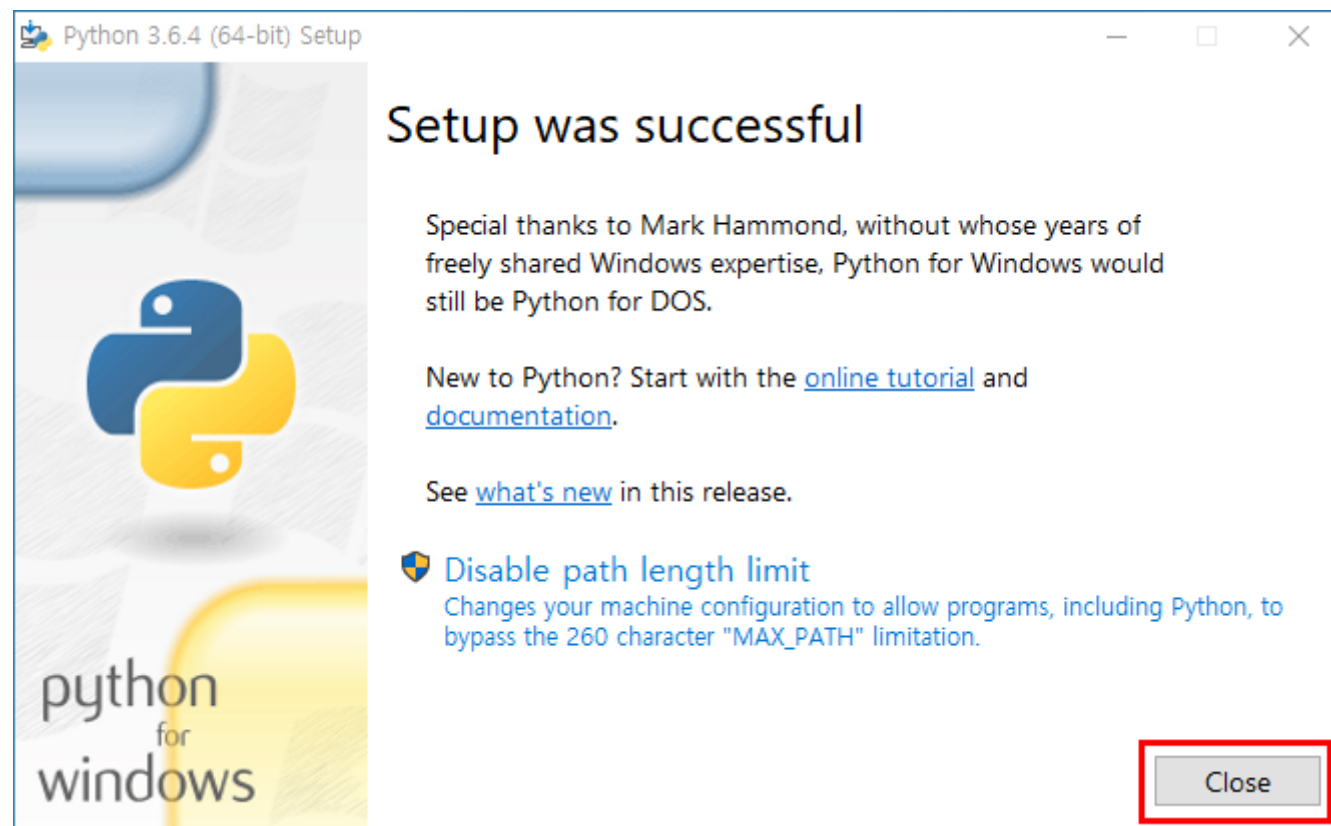 Python 3.6.4 (64-bit) Setup
Setup was successful
Special thanks to Mark Hammond, without whose years of
freely shared Windows expertise, Python for Windows would
still be Python for DOS.
New to Python? Start with the online tutorial and
documentation.
See what's new in this release.
Disable path length limit
Changes your machine configuration to allow programs, including Python, to
bypass the 260 character "MAX_PATH" limitation.
python
for
windows
Close